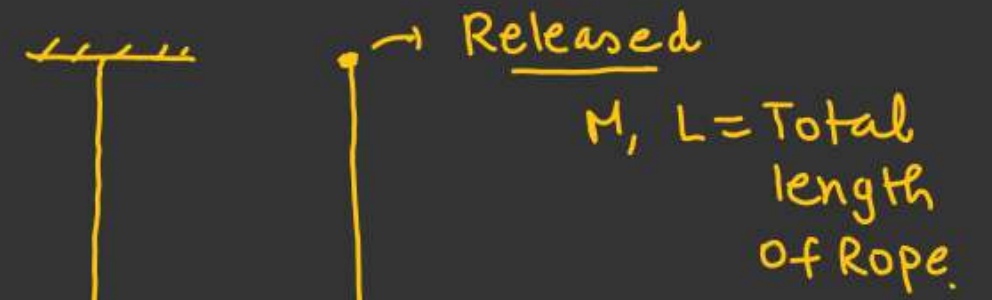 Released
M, L = Total
length
of Rope.